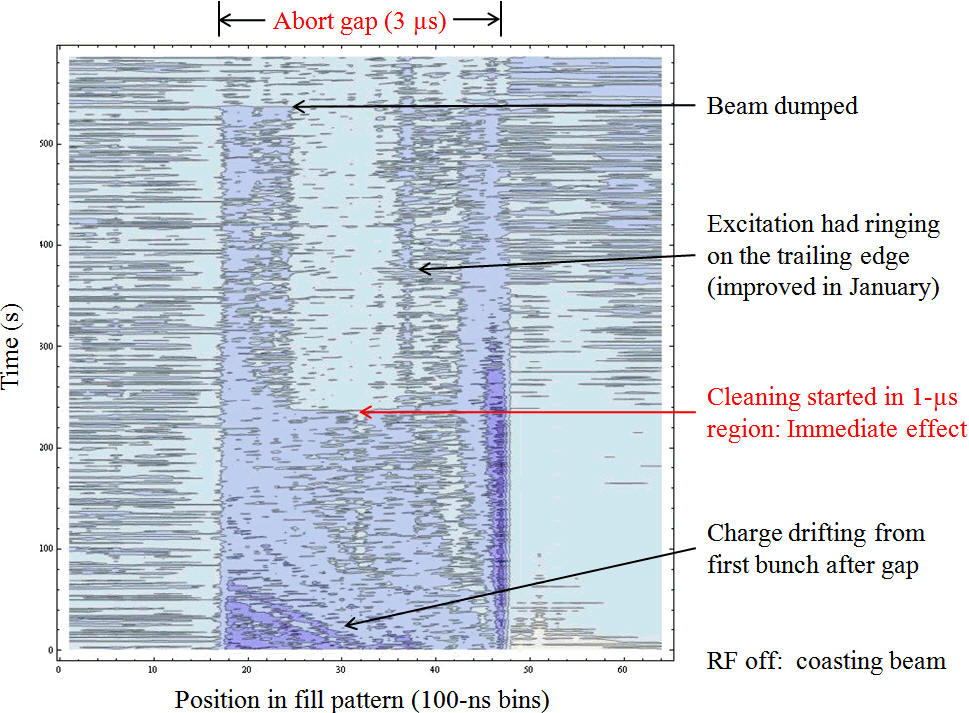 Abort gap (3 µs)
Beam dumped
500
Excitation had ringing
on the trailing edge
(improved in January)
400
Time (s)
300
Cleaning started in 1-µs
region: Immediate effect
200
Charge drifting from
first bunch after gap
100
RF off: coasting beam
0
0 10 20 30 40 50 60
Position in fill pattern (100-ns bins)